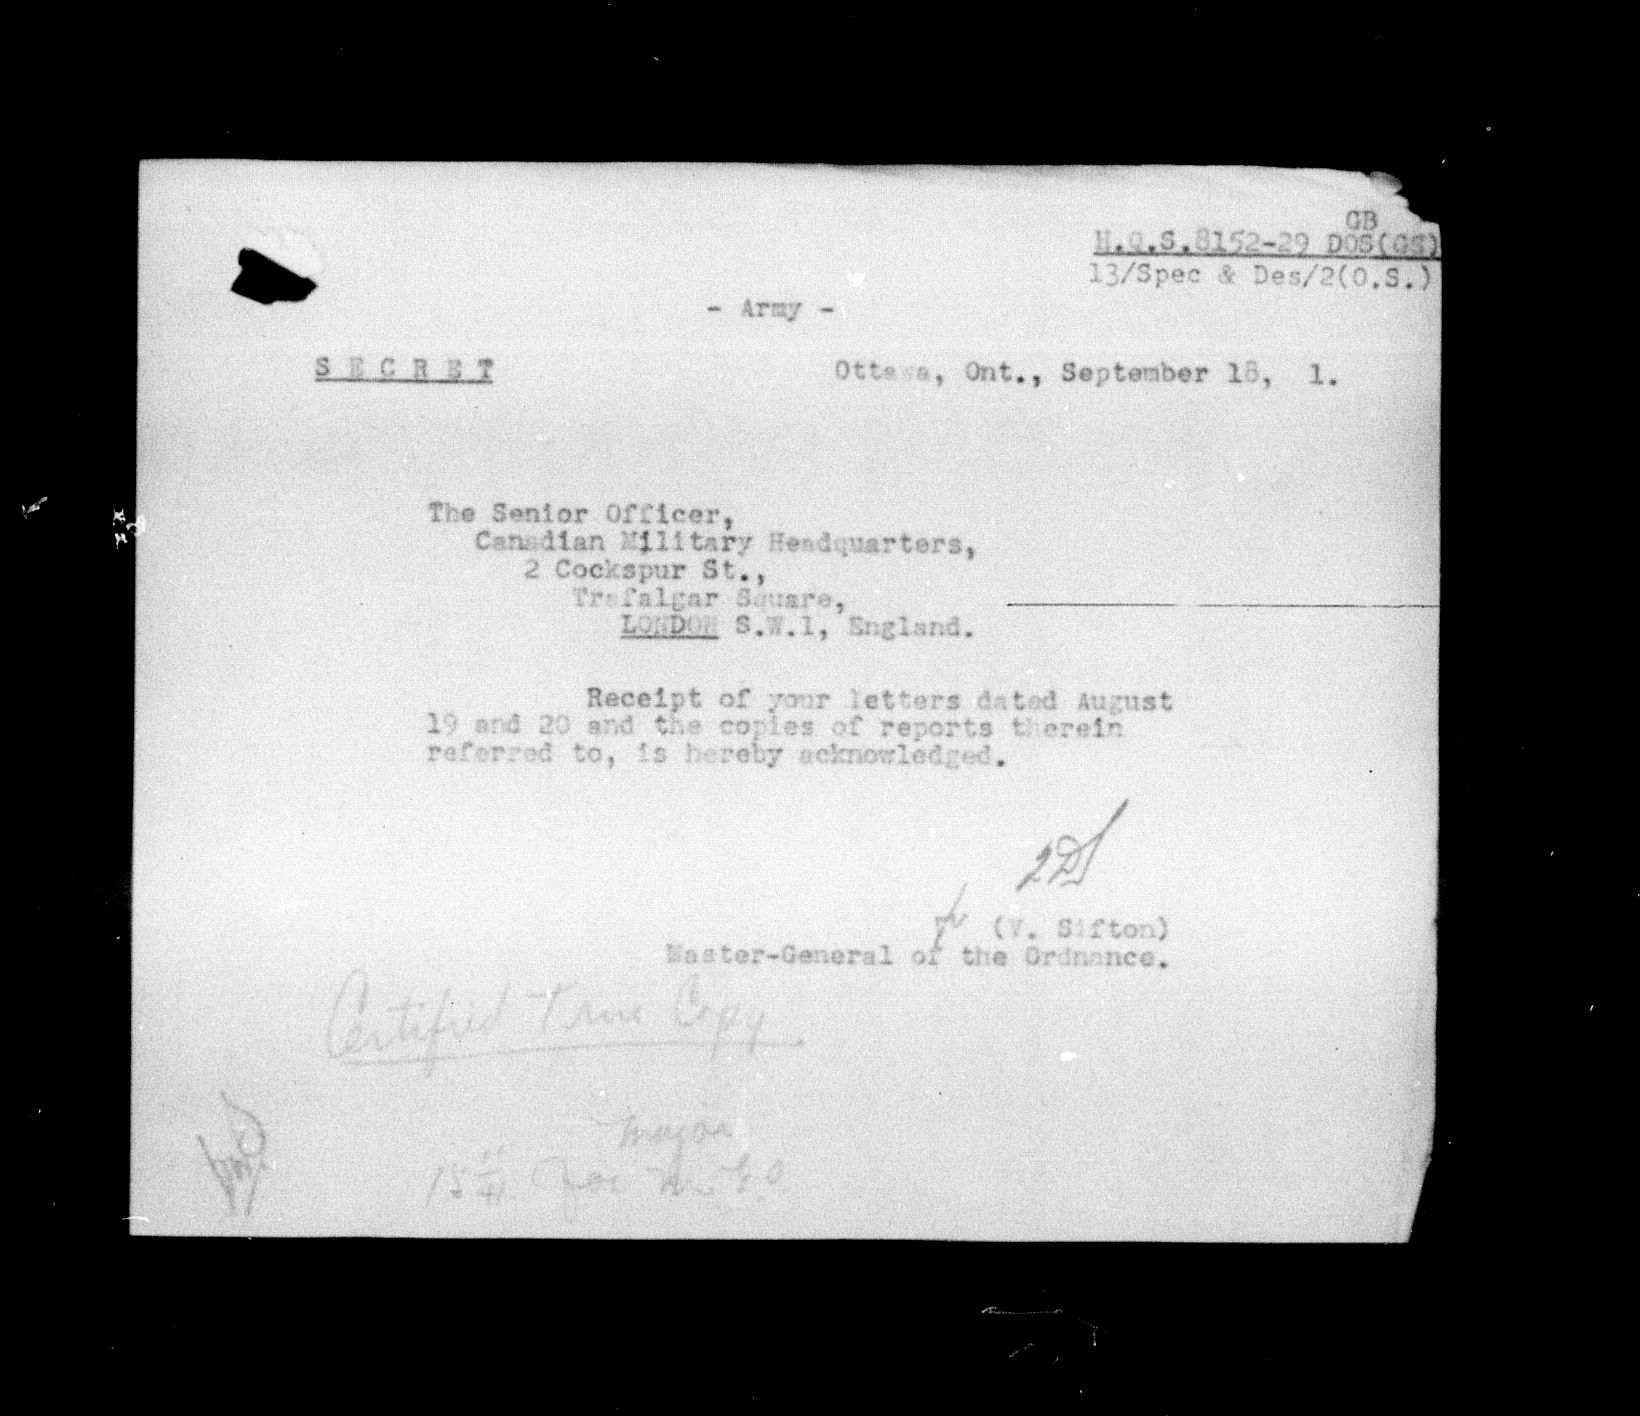 GB
H.Q.S.8152-29 DOS(GS)
13/Spec & Des/2(O.S.)
- Army -
S E C R E T
Ottawa, Ont., September 18, 1.
The Senior Officer,
Canadian Military Headquarters,
2 Cockspur St.,
Trafalgar Square,
LONDON S.W.1, England.
Receipt of your letters dated August
19 and 20 and the copies of reports therein
referred to, is hereby acknowledged.
for (V. Sifton)
Master-General of the Ordnance.
Certified True Copy
Major
for M.G.O.